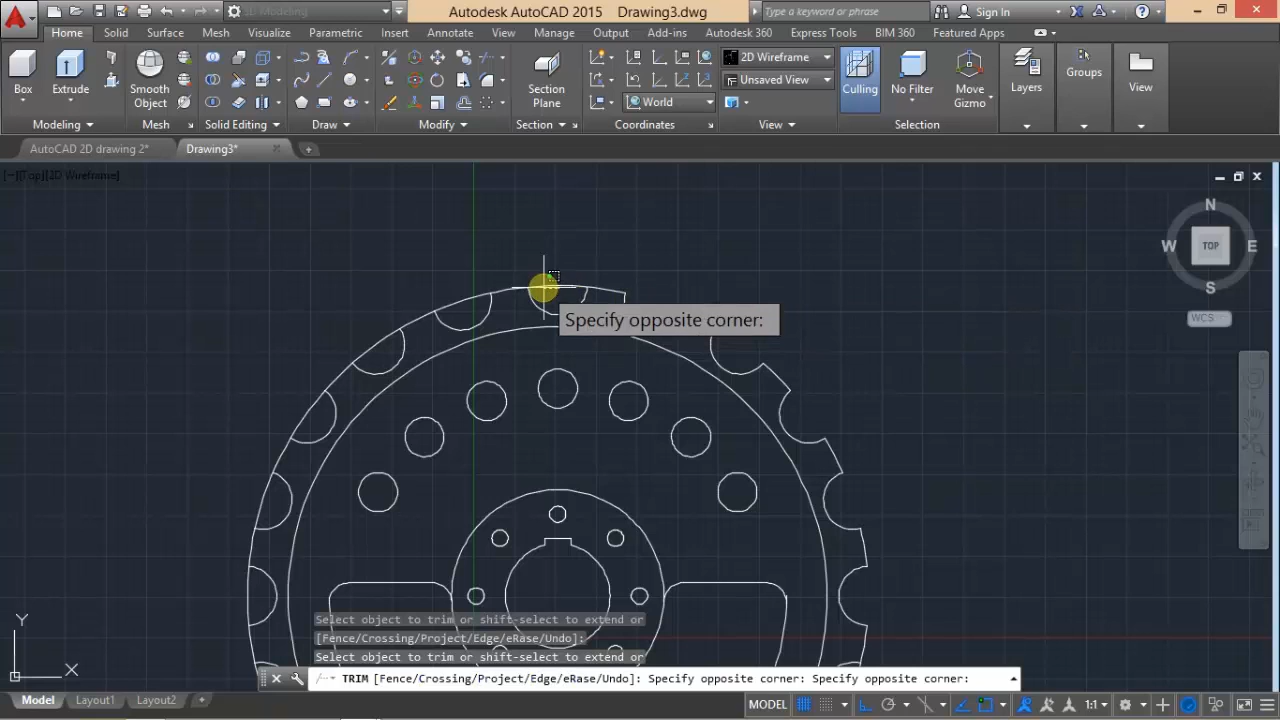 3D Modeling
Autodesk AutoCAD 2015 Drawing3.dwg
Type a keyword or phrase
Sign In
Home Solid Surface Mesh Visualize Parametric Insert Annotate View Manage Output Add-ins Autodesk 360 Express Tools BIM 360 Featured Apps
Box
Extrude
Smooth
Object
Section
Plane
World
2D Wireframe
Unsaved View
Culling
No Filter
Move
Gizmo
Layers
Groups
View
Modeling Mesh Solid Editing Draw Modify Section Coordinates View Selection
AutoCAD 2D drawing 2* Drawing3* +
[−][Top][2D Wireframe]
N
W TOP E
S
WCS
Specify opposite corner:
Select object to trim or shift-select to extend or
[Fence/Crossing/Project/Edge/eRase/Undo]:
Select object to trim or shift-select to extend or
TRIM [Fence/Crossing/Project/Edge/eRase/Undo]: Specify opposite corner: Specify opposite corner:
Y
X
Model Layout1 Layout2 +
MODEL
1:1